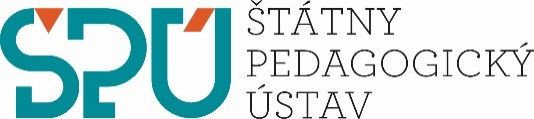 ŠPÚ
ŠTÁTNY
PEDAGOGICKÝ
ÚSTAV